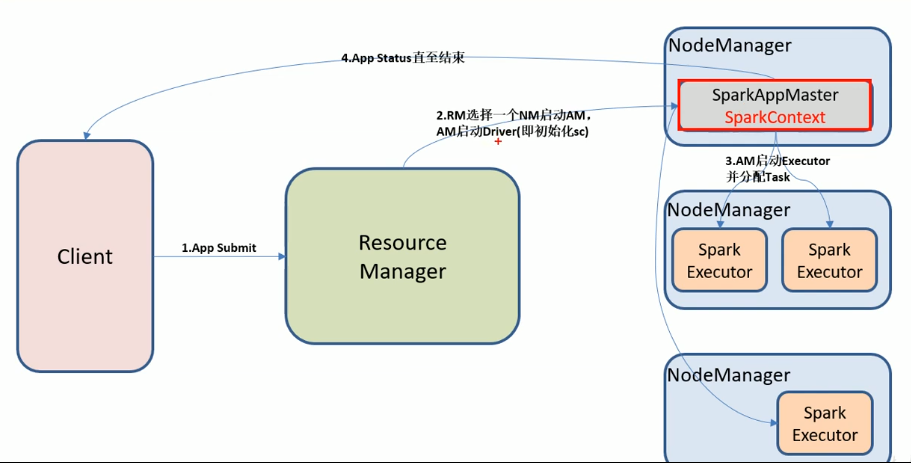 4.App Status直至结束
NodeManager
SparkAppMaster
SparkContext
2.RM选择一个NM启动AM，
AM启动Driver(即初始化sc)
3.AM启动Executor
并分配Task
Client
1.App Submit
Resource
Manager
NodeManager
Spark
Executor
Spark
Executor
NodeManager
Spark
Executor